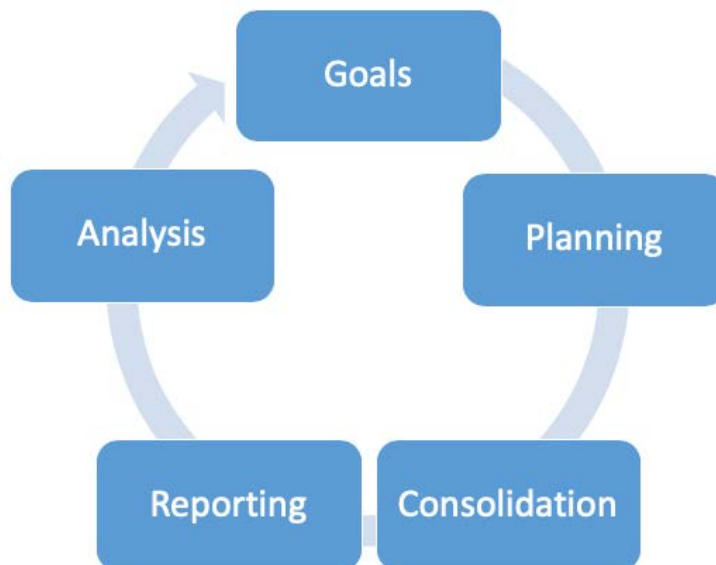 Goals
Planning
Consolidation
Reporting
Analysis